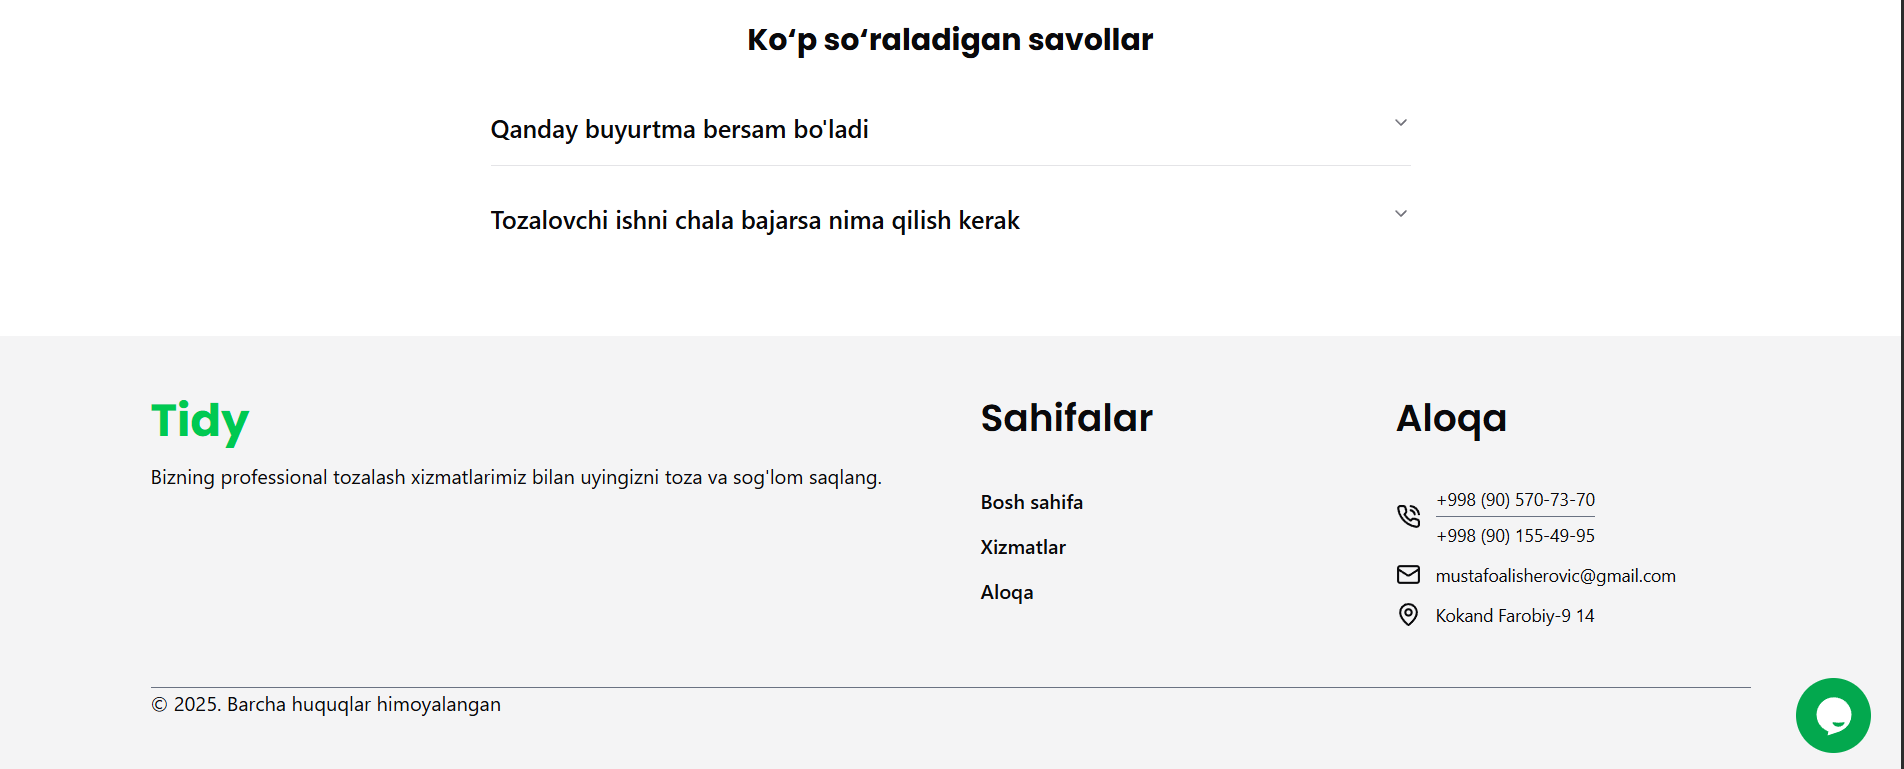 Ko‘p so‘raladigan savollar
Qanday buyurtma bersam bo'ladi
Tozalovchi ishni chala bajarsa nima qilish kerak
Tidy
Bizning professional tozalash xizmatlarimiz bilan uyingizni toza va sog'lom saqlang.
Sahifalar
Bosh sahifa
Xizmatlar
Aloqa
Aloqa
+998 (90) 570-73-70
+998 (90) 155-49-95
mustafoalisherovic@gmail.com
Kokand Farobiy-9 14
© 2025. Barcha huquqlar himoyalangan